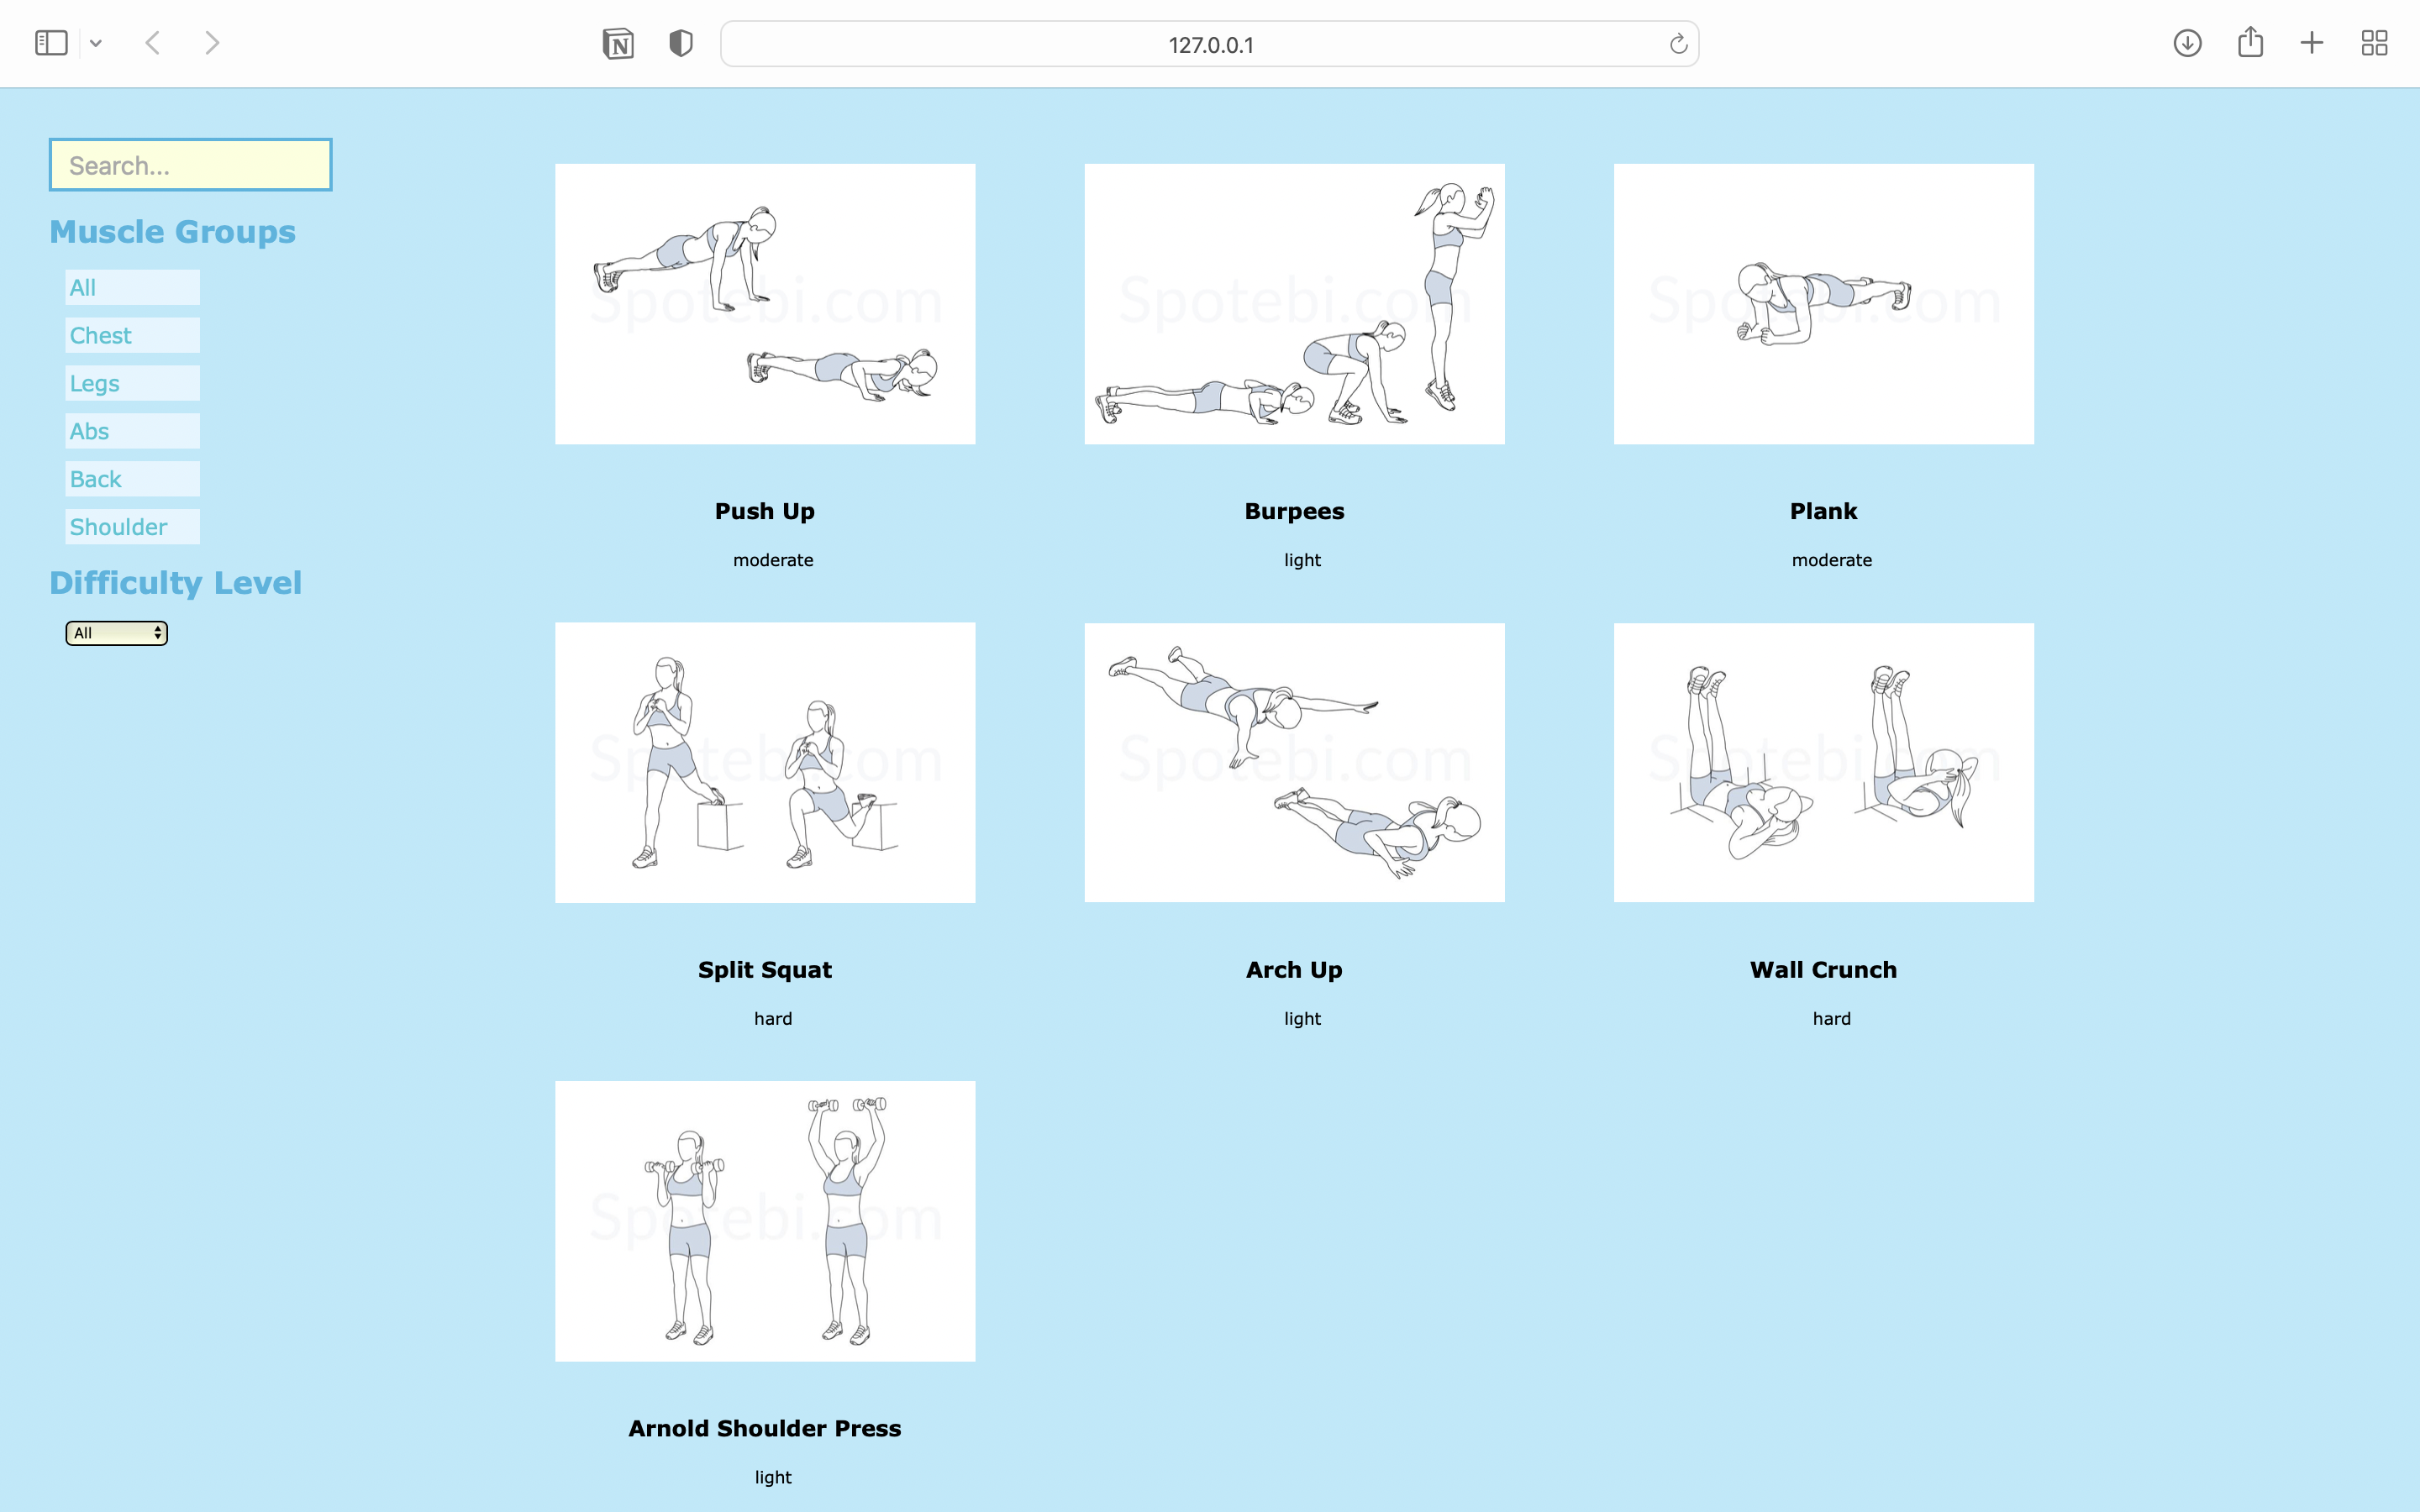 127.0.0.1
Search...
Muscle Groups
All
Chest
Legs
Abs
Back
Shoulder
Difficulty Level
All
Spotebi.com
Spotebi.com
Spotebi.com
Push Up
Burpees
Plank
moderate
light
moderate
Spotebi.com
Spotebi.com
Spotebi.com
Split Squat
Arch Up
Wall Crunch
hard
light
hard
Spotebi.com
Arnold Shoulder Press
light